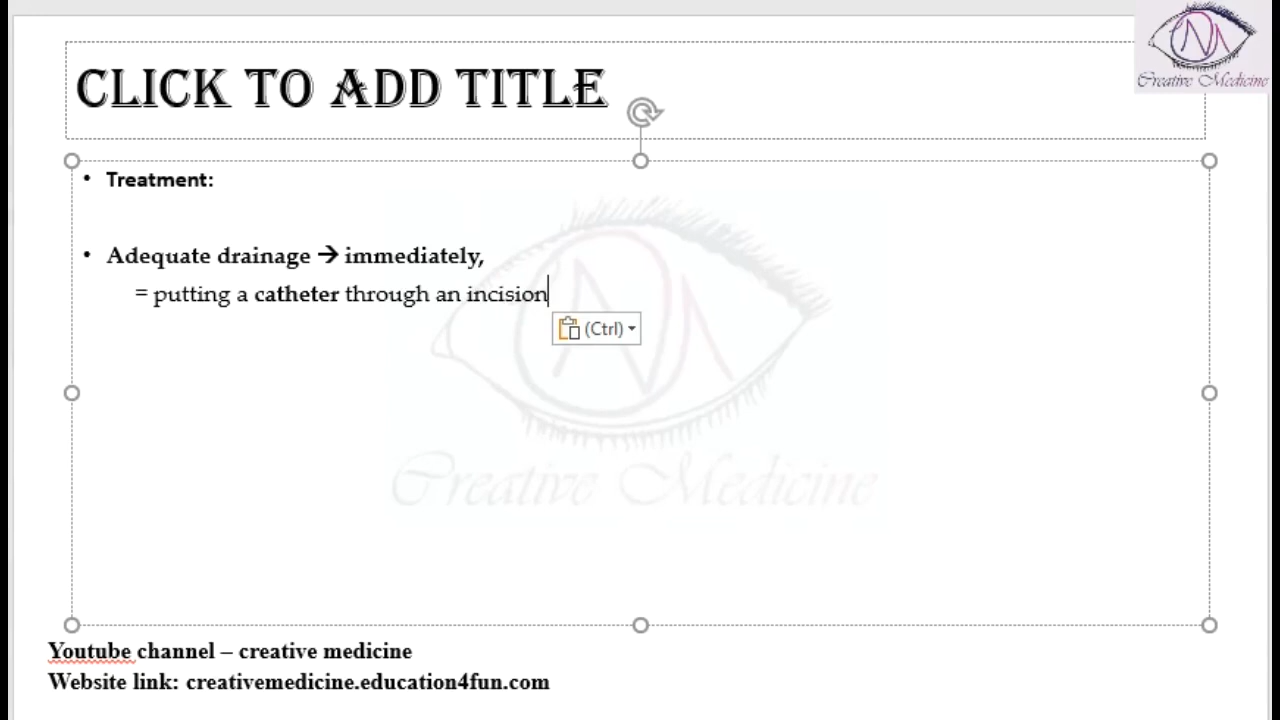 Creative Medicine
CLICK TO ADD TITLE
• Treatment:
• Adequate drainage → immediately,
= putting a catheter through an incision
(Ctrl)
Creative Medicine
Youtube channel – creative medicine
Website link: creativemedicine.education4fun.com